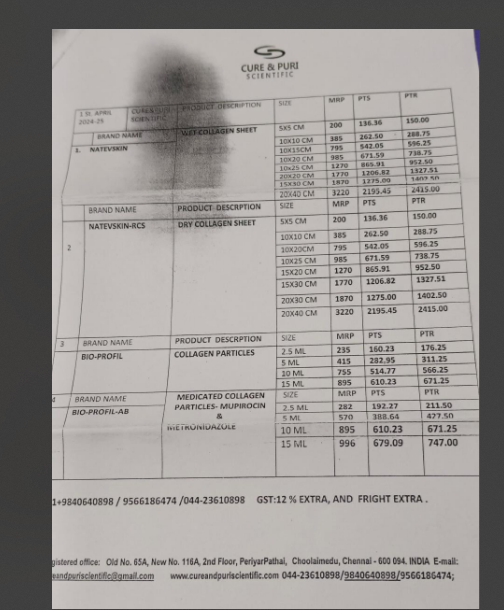 CURE & PURI
SCIENTIFIC
1 St. APRIL 2024-25 PRODUCT DESCRIPTION SIZE MRP PTS PTR
BRAND NAME WET COLLAGEN SHEET 5X5 CM 200 136.36 150.00
1. NATEVSKIN 10X10 CM 385 262.50 288.75
10X15CM 795 542.05 596.25
10X20 CM 985 671.59 738.75
10x25 CM 1270 865.91 952.50
20X20 CM 1770 1206.82 1327.51
15X30 CM 1870 1275.00 1402.50
20X40 CM 3220 2195.45 2415.00
BRAND NAME PRODUCT DESCRPTION SIZE MRP PTS PTR
NATEVSKIN-RCS DRY COLLAGEN SHEET 5X5 CM 200 136.36 150.00
2 10X10 CM 385 262.50 288.75
10X20CM 795 542.05 596.25
10X25 CM 985 671.59 738.75
15X20 CM 1270 865.91 952.50
15X30 CM 1770 1206.82 1327.51
20X30 CM 1870 1275.00 1402.50
20X40 CM 3220 2195.45 2415.00
3 BRAND NAME PRODUCT DESCRPTION SIZE MRP PTS PTR
BIO-PROFIL COLLAGEN PARTICLES 2.5 ML 235 160.23 176.25
5 ML 415 282.95 311.25
10 ML 755 514.77 566.25
15 ML 895 610.23 671.25
4 BRAND NAME MEDICATED COLLAGEN SIZE MRP PTS PTR
BIO-PROFIL-AB PARTICLES- MUPIROCIN 2.5 ML 282 192.27 211.50
& 5 ML 570 388.64 427.50
METRONIDAZOLE 10 ML 895 610.23 671.25
15 ML 996 679.09 747.00
1+9840640898 / 9566186474 /044-23610898 GST:12 % EXTRA, AND FRIGHT EXTRA .
gistered office: Old No. 65A, New No. 116A, 2nd Floor, PeriyarPathai, Choolaimedu, Chennai - 600 094. INDIA E-mail:
eandpuriscientific@gmail.com www.cureandpuriscientific.com 044-23610898/9840640898/9566186474;